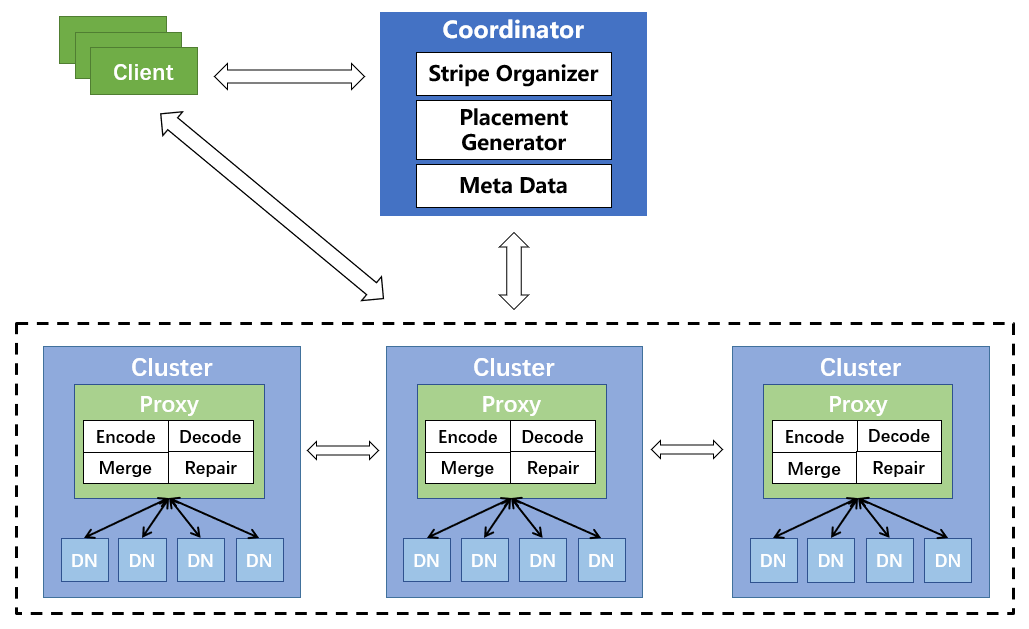 Client
Coordinator
Stripe Organizer
Placement
Generator
Meta Data
Cluster
Proxy
Encode Decode
Merge Repair
DN DN DN DN
Cluster
Proxy
Encode Decode
Merge Repair
DN DN DN DN
Cluster
Proxy
Encode Decode
Merge Repair
DN DN DN DN